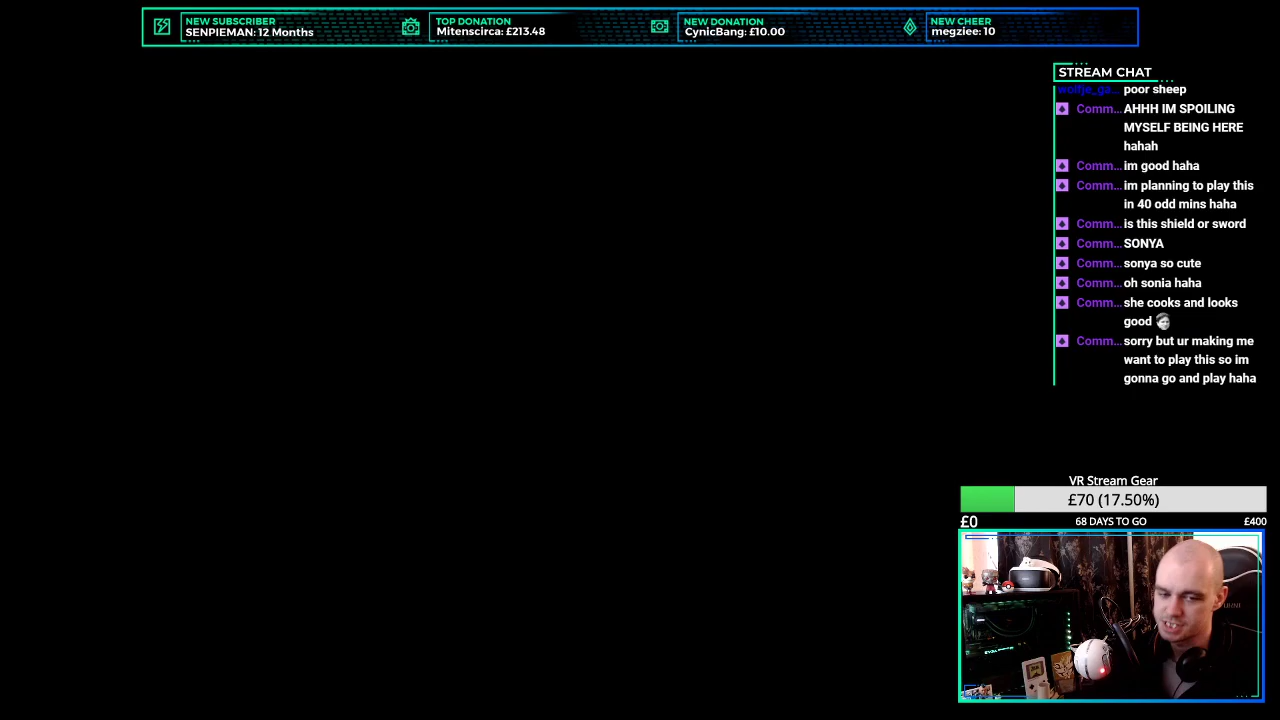 NEW SUBSCRIBER
SENPIEMAN: 12 Months
TOP DONATION
Mitenscirca: £213.48
NEW DONATION
CynicBang: £10.00
NEW CHEER
megziee: 10
STREAM CHAT
wolfje_ga... poor sheep
Comm... AHHH IM SPOILING
MYSELF BEING HERE
hahah
Comm... im good haha
Comm... im planning to play this
in 40 odd mins haha
Comm... is this shield or sword
Comm... SONYA
Comm... sonya so cute
Comm... oh sonia haha
Comm... she cooks and looks
good
Comm... sorry but ur making me
want to play this so im
gonna go and play haha
VR Stream Gear
£70 (17.50%)
£0
68 DAYS TO GO
£400